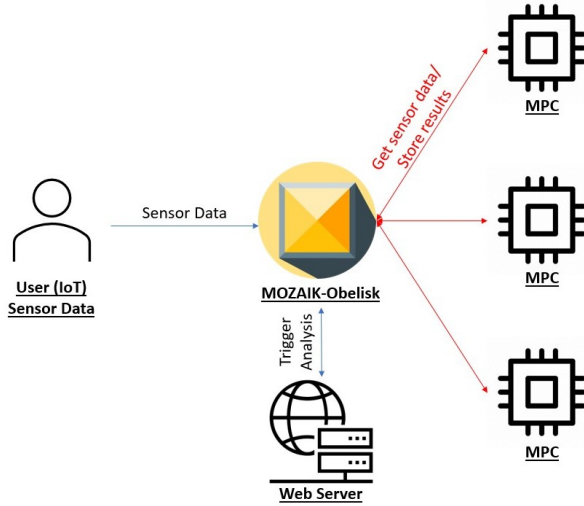 MPC
Get sensor data/
Store results
MPC
Sensor Data
User (IoT)
Sensor Data
MOZAIK-Obelisk
Trigger
Analysis
MPC
Web Server